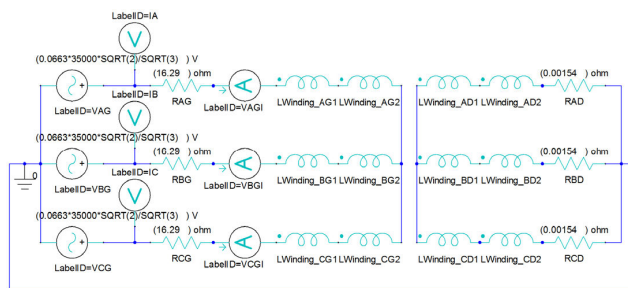 LabelID=IA
(0.0663*35000*SQRT(2)/SQRT(3) ) V
(16.29 ) ohm
(0.00154 ) ohm
LabelID=IB
RAG
LabelID=VAGI
LWinding_AG1 LWinding_AG2
LWinding_AD1 LWinding_AD2
RAD
LabelID=VAG
(0.0663*35000*SQRT(2)/SQRT(3) ) V
(16.29 ) ohm
(0.00154 ) ohm
0
LabelID=IC
RBG
LabelID=VBGI
LWinding_BG1 LWinding_BG2
LWinding_BD1 LWinding_BD2
RBD
LabelID=VBG
(0.0663*35000*SQRT(2)/SQRT(3) ) V
(16.29 ) ohm
(0.00154 ) ohm
RCG
LabelID=VCGI
LWinding_CG1 LWinding_CG2
LWinding_CD1 LWinding_CD2
RCD
LabelID=VCG